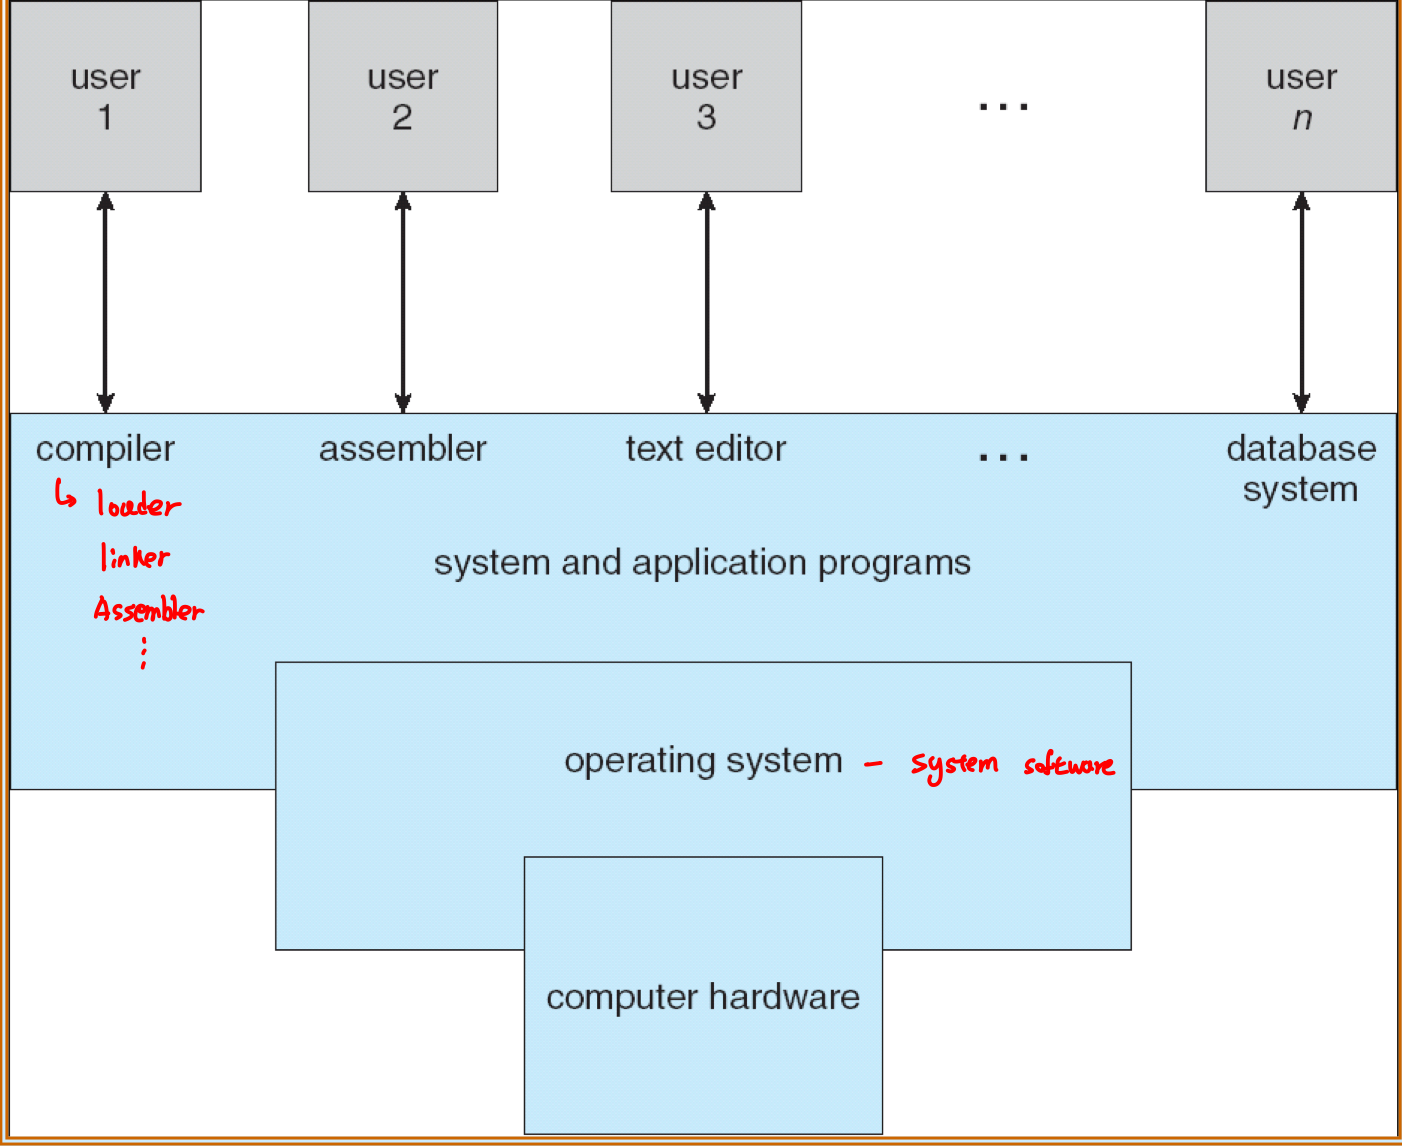 user
1
user
2
user
3
...
user
n
compiler
assembler
text editor
...
database
system
↳ loader
linker
Assembler
⋮
system and application programs
operating system – system software
computer hardware